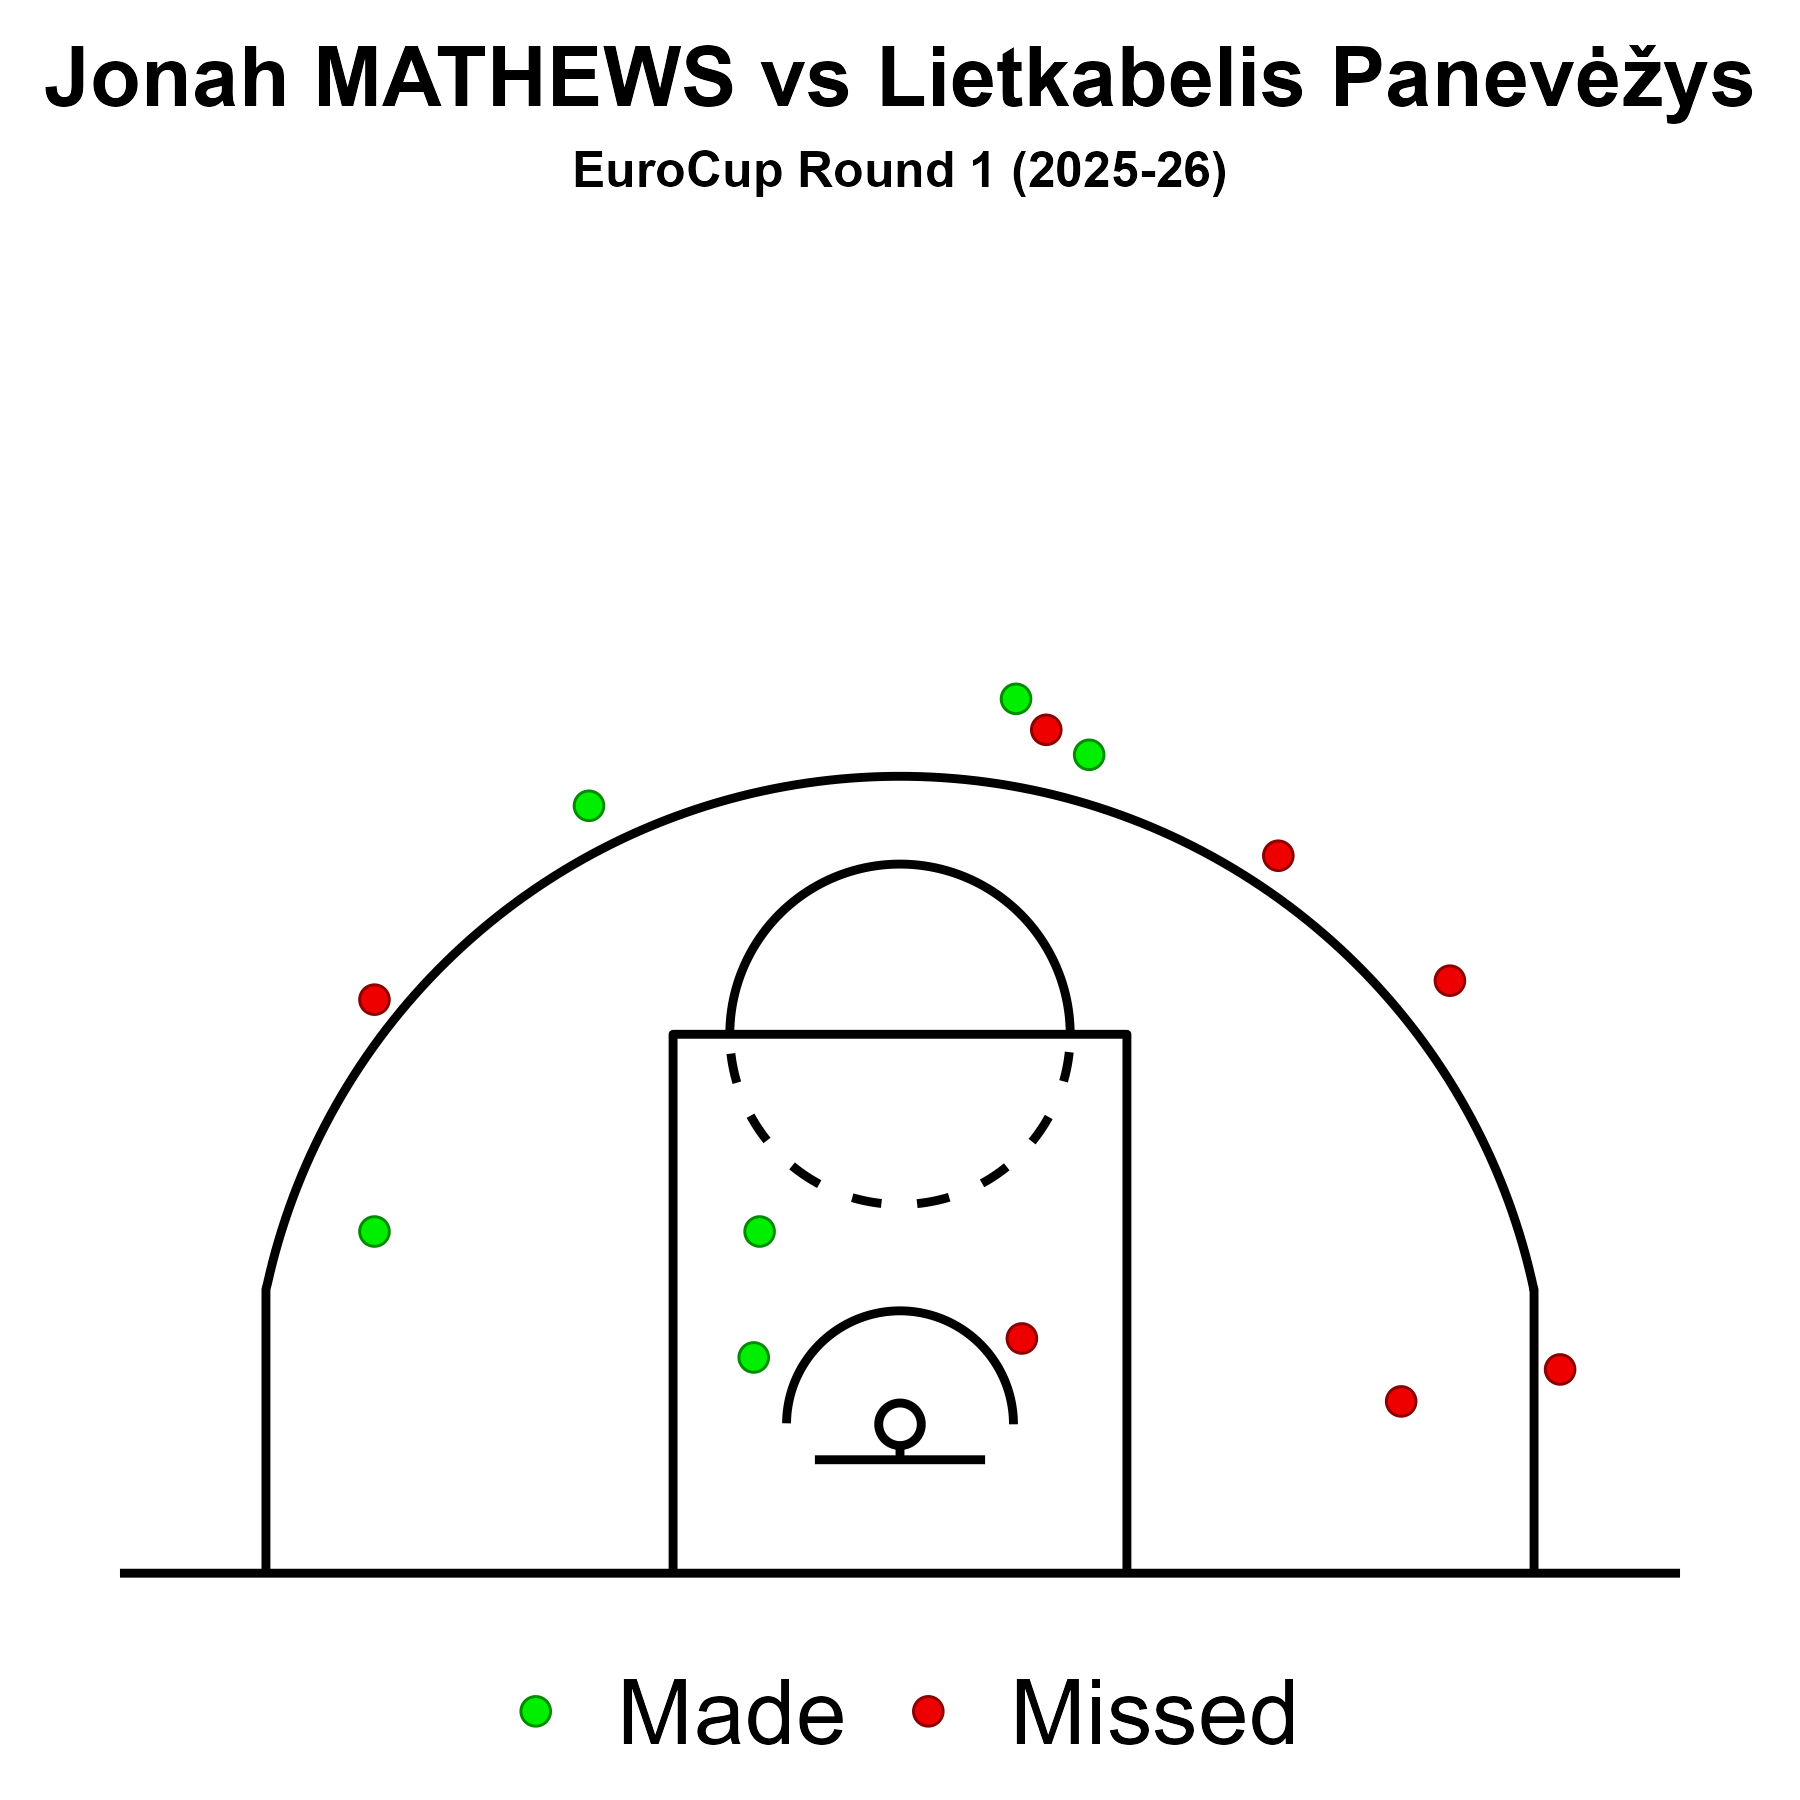 Jonah MATHEWS vs Lietkabelis Panevėžys
EuroCup Round 1 (2025-26)
Made Missed